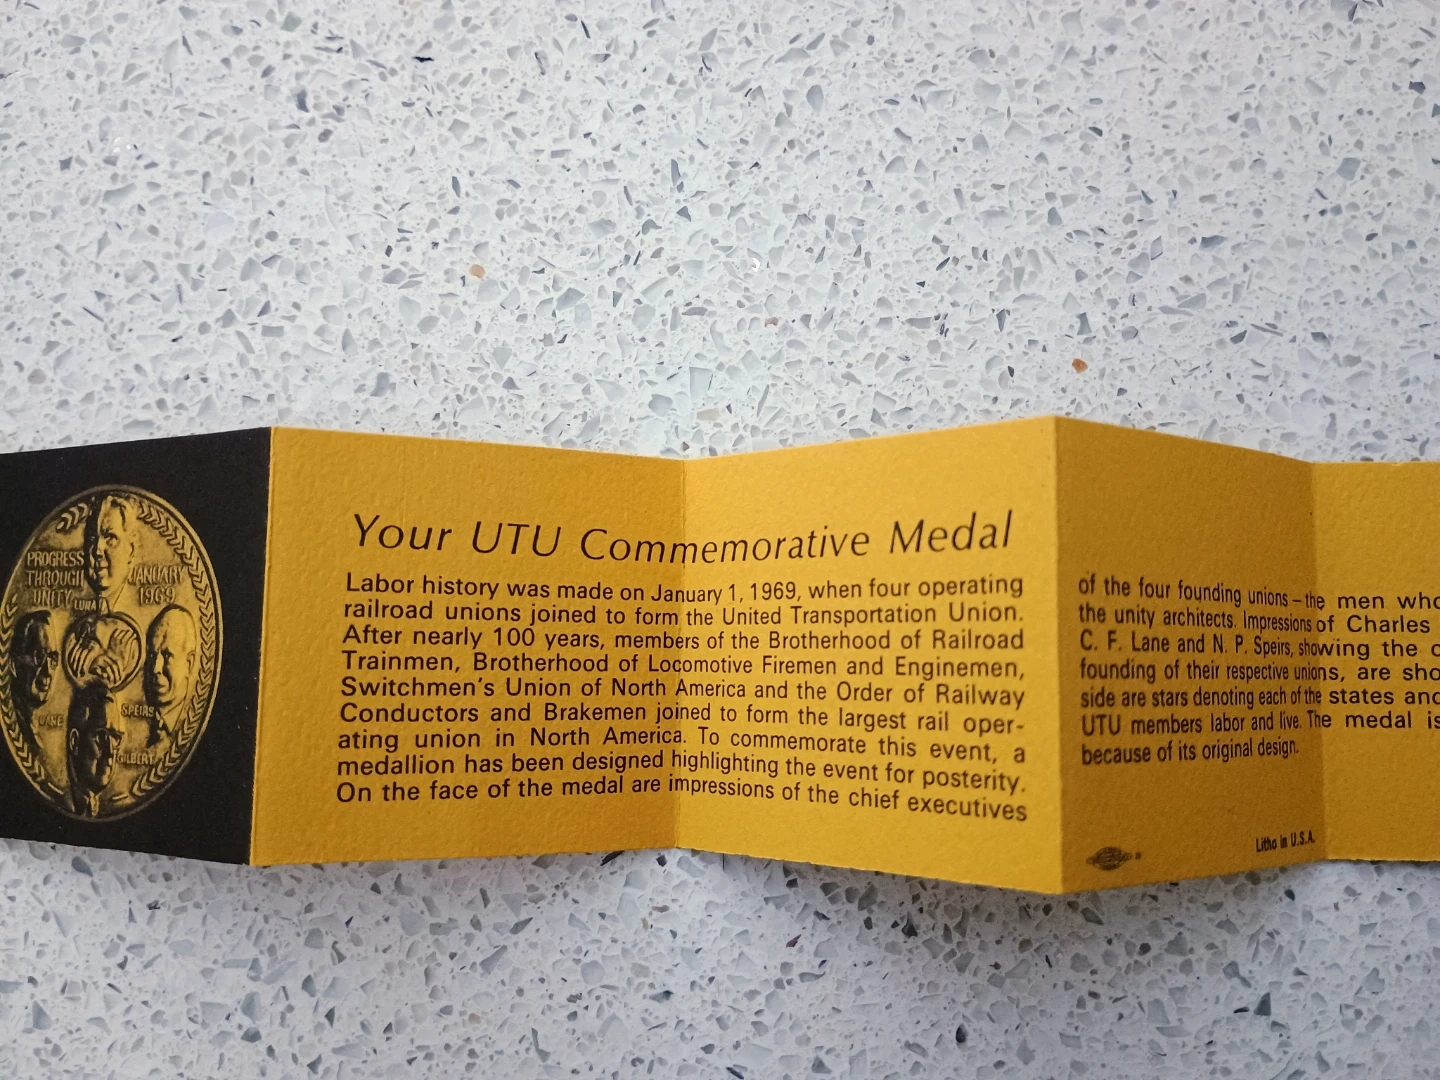 PROGRESS
THROUGH
UNITY
JANUARY
1969
LUNA
LANE
SPEIRS
GILBERT
Your UTU Commemorative Medal
Labor history was made on January 1, 1969, when four operating
railroad unions joined to form the United Transportation Union.
After nearly 100 years, members of the Brotherhood of Railroad
Trainmen, Brotherhood of Locomotive Firemen and Enginemen,
Switchmen's Union of North America and the Order of Railway
Conductors and Brakemen joined to form the largest rail oper-
ating union in North America. To commemorate this event, a
medallion has been designed highlighting the event for posterity.
On the face of the medal are impressions of the chief executives
of the four founding unions – the men who
the unity architects. Impressions of Charles
C. F. Lane and N. P. Speirs, showing the
founding of their respective unions, are
side are stars denoting each of the states
UTU members labor and live. The medal
because of its original design.
Litho in U.S.A.